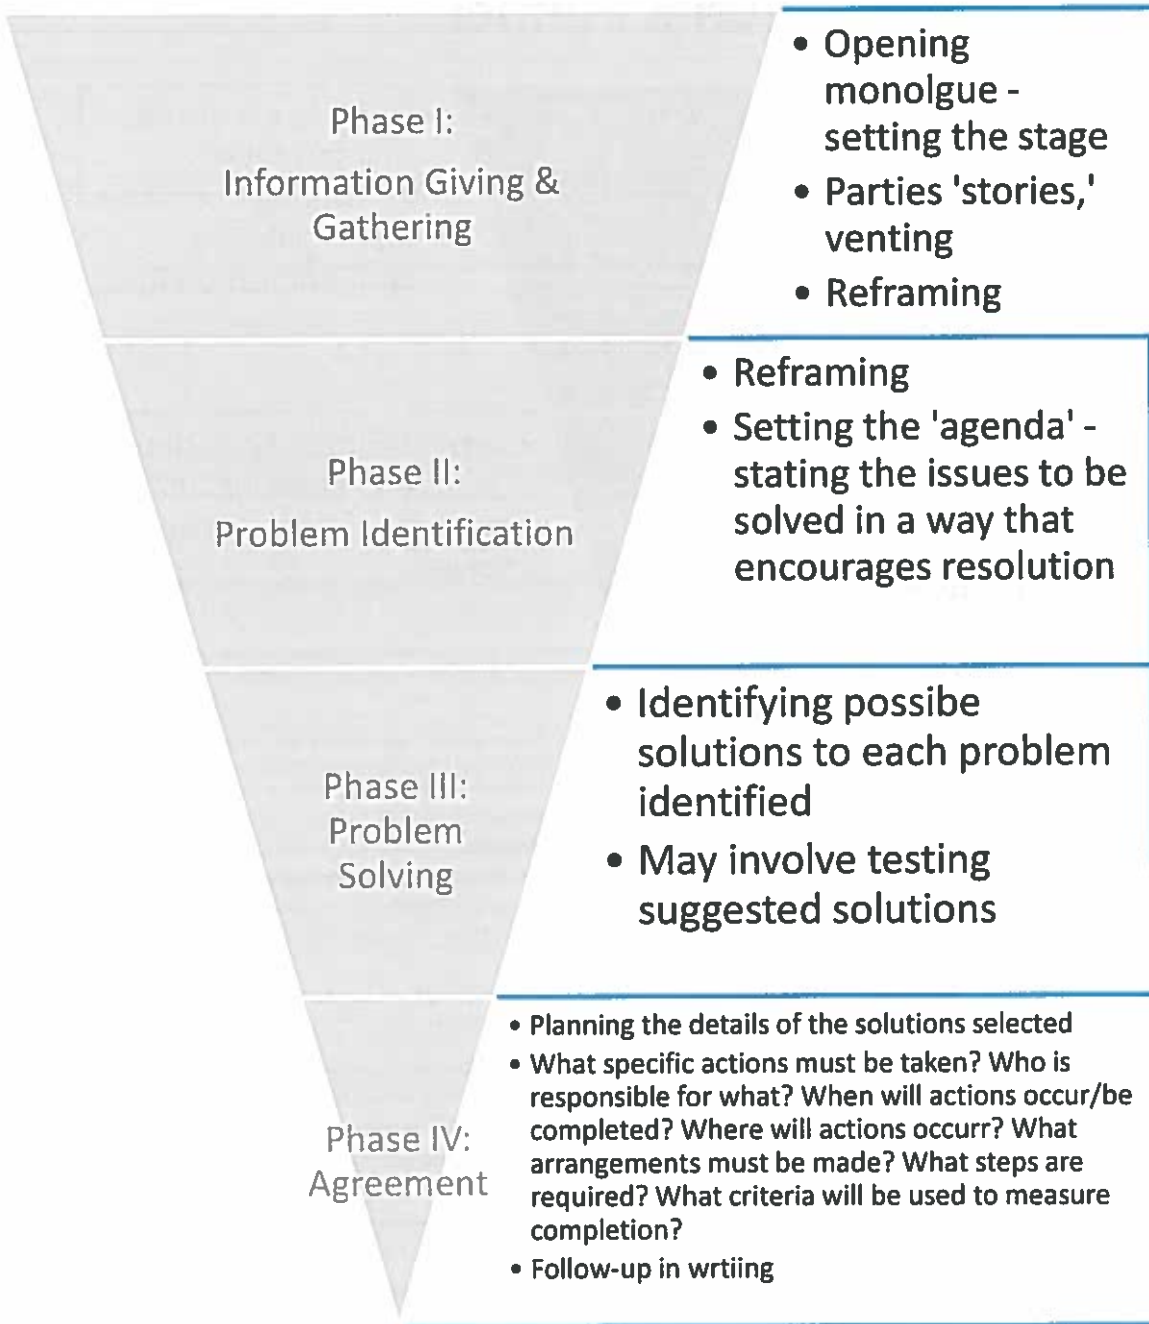 Phase I:
Information Giving &
Gathering
• Opening
monolgue -
setting the stage
• Parties 'stories,'
venting
• Reframing
Phase II:
Problem Identification
• Reframing
• Setting the 'agenda' -
stating the issues to be
solved in a way that
encourages resolution
Phase III:
Problem
Solving
• Identifying possibe
solutions to each problem
identified
• May involve testing
suggested solutions
Phase IV:
Agreement
• Planning the details of the solutions selected
• What specific actions must be taken? Who is
responsible for what? When will actions occur/be
completed? Where will actions occurr? What
arrangements must be made? What steps are
required? What criteria will be used to measure
completion?
• Follow-up in wrtiing